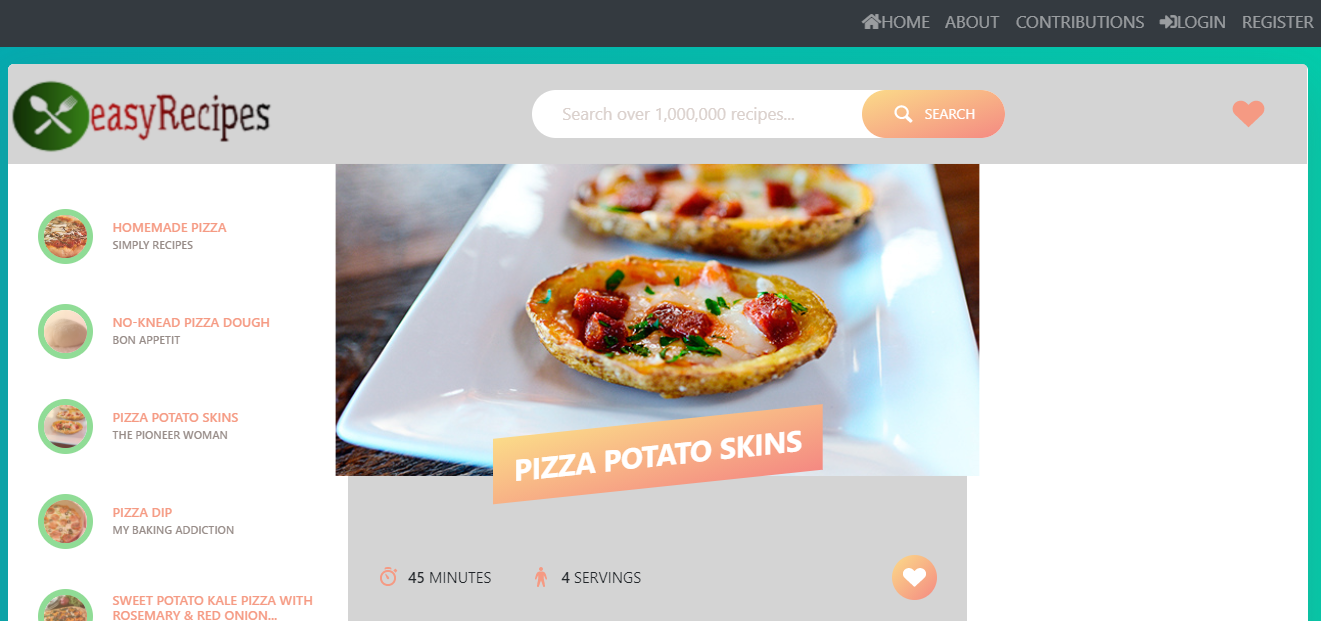 HOME ABOUT CONTRIBUTIONS LOGIN REGISTER
easyRecipes
Search over 1,000,000 recipes...
SEARCH
HOMEMADE PIZZA
SIMPLY RECIPES
NO-KNEAD PIZZA DOUGH
BON APPETIT
PIZZA POTATO SKINS
THE PIONEER WOMAN
PIZZA DIP
MY BAKING ADDICTION
SWEET POTATO KALE PIZZA WITH
ROSEMARY & RED ONION...
PIZZA POTATO SKINS
45 MINUTES
4 SERVINGS